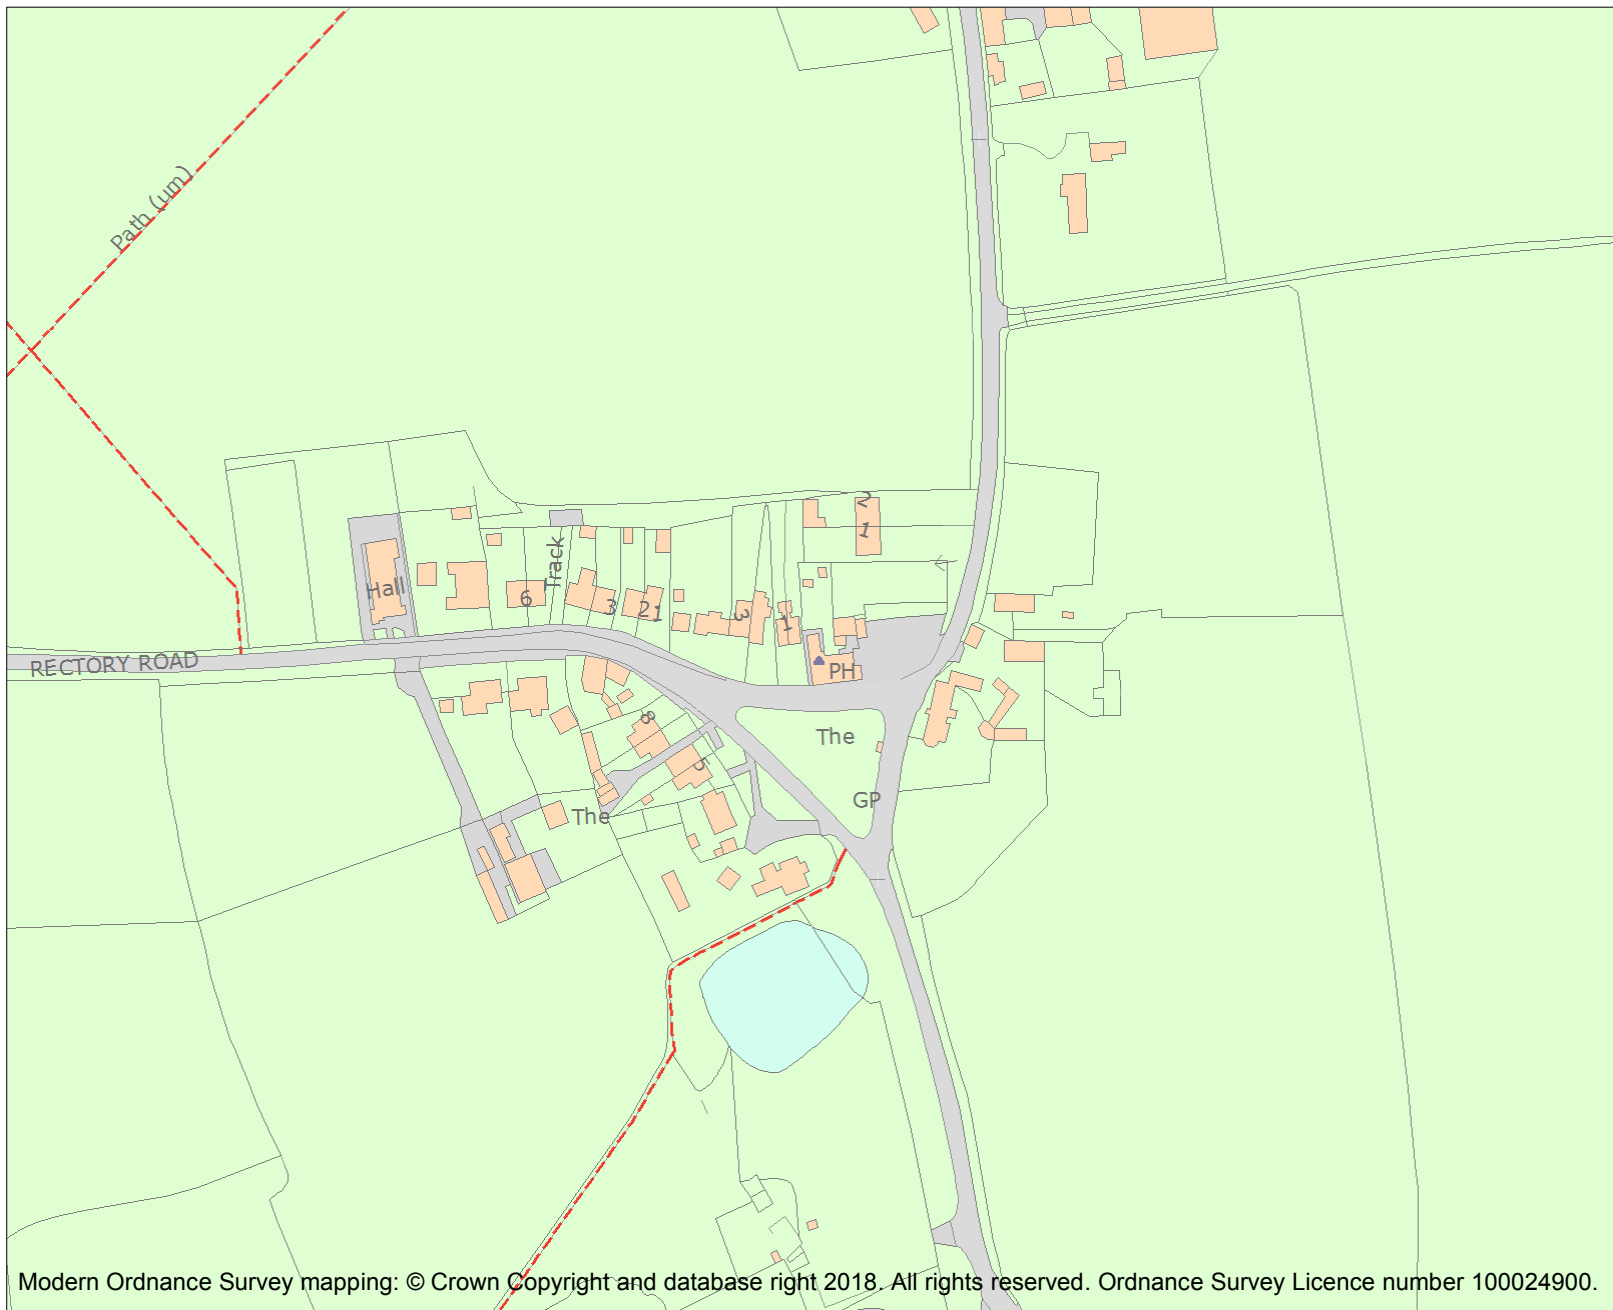 Path (um)
2
1
Track
Hall
6
3
2
1
3
1
RECTORY ROAD
PH
8
The
5
GP
The
Modern Ordnance Survey mapping: © Crown Copyright and database right 2018. All rights reserved. Ordnance Survey Licence number 100024900.